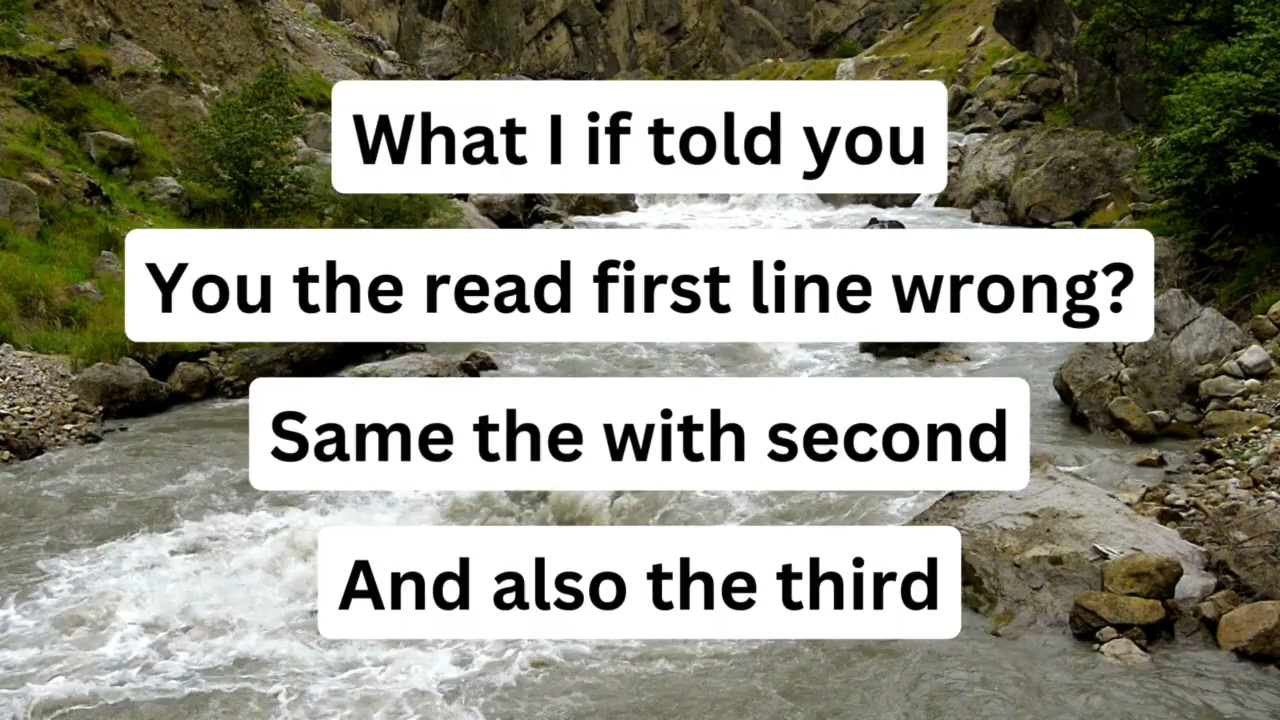 What I if told you
You the read first line wrong?
Same the with second
And also the third